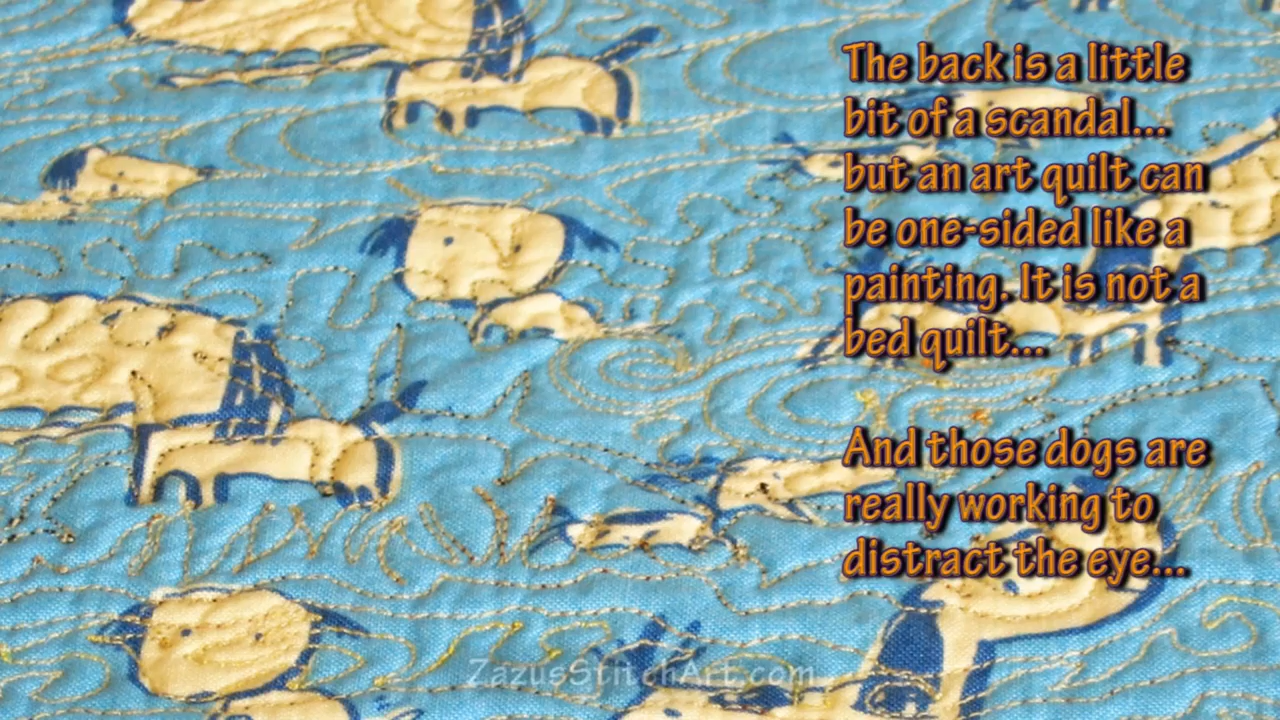 The back is a little
bit of a scandal...
but an art quilt can
be one-sided like a
painting. It is not a
bed quilt...
And those dogs are
really working to
distract the eye...
ZazusStitchArt.com